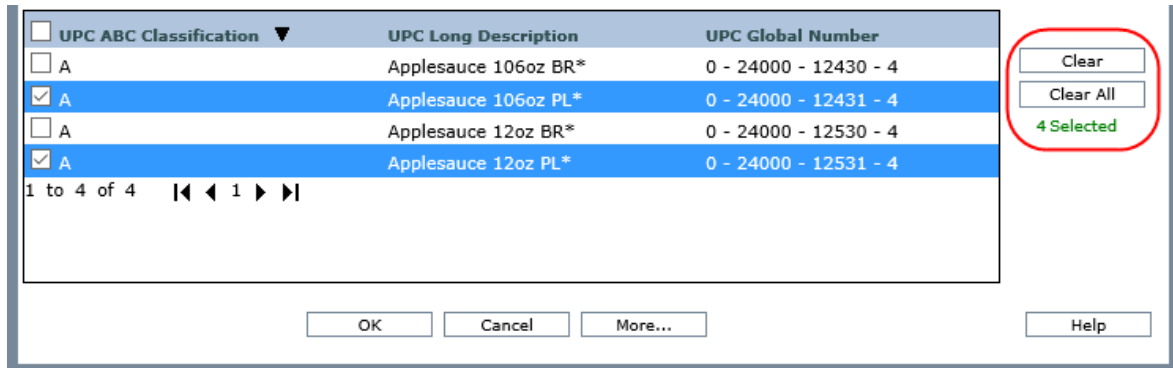 UPC ABC Classification ▼ UPC Long Description UPC Global Number
A Applesauce 106oz BR* 0 - 24000 - 12430 - 4
A Applesauce 106oz PL* 0 - 24000 - 12431 - 4
A Applesauce 12oz BR* 0 - 24000 - 12530 - 4
A Applesauce 12oz PL* 0 - 24000 - 12531 - 4
1 to 4 of 4 1
Clear
Clear All
4 Selected
OK Cancel More... Help